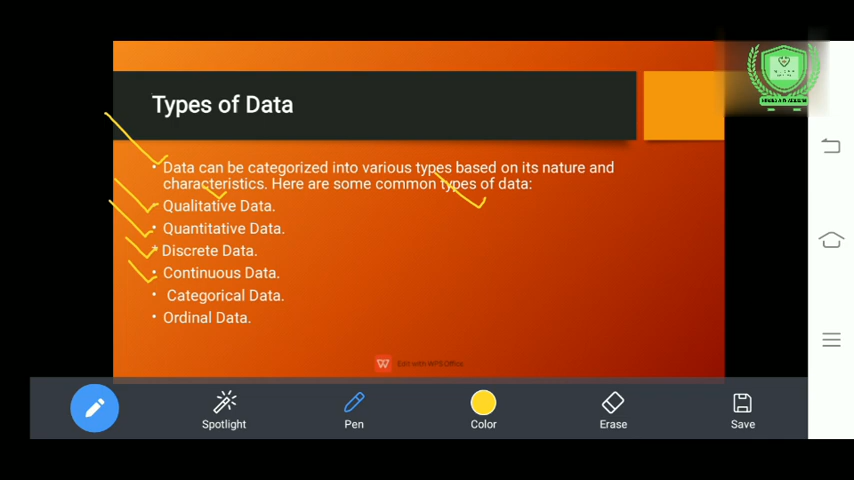 Types of Data
• Data can be categorized into various types based on its nature and
characteristics. Here are some common types of data:
• Qualitative Data.
• Quantitative Data.
• Discrete Data.
• Continuous Data.
• Categorical Data.
• Ordinal Data.
Edit with WPS Office
Spotlight
Pen
Color
Erase
Save